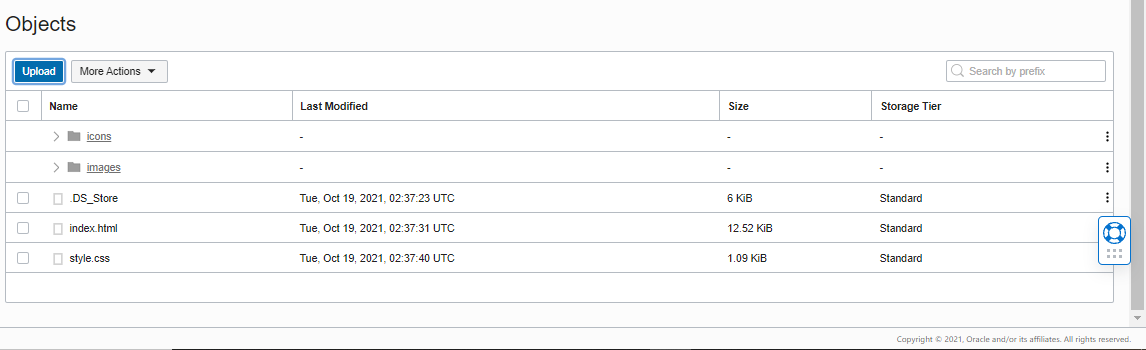 Objects
Upload More Actions Search by prefix
Name Last Modified Size Storage Tier
icons - - -
images - - -
.DS_Store Tue, Oct 19, 2021, 02:37:23 UTC 6 KiB Standard
index.html Tue, Oct 19, 2021, 02:37:31 UTC 12.52 KiB Standard
style.css Tue, Oct 19, 2021, 02:37:40 UTC 1.09 KiB Standard
Copyright © 2021, Oracle and/or its affiliates. All rights reserved.